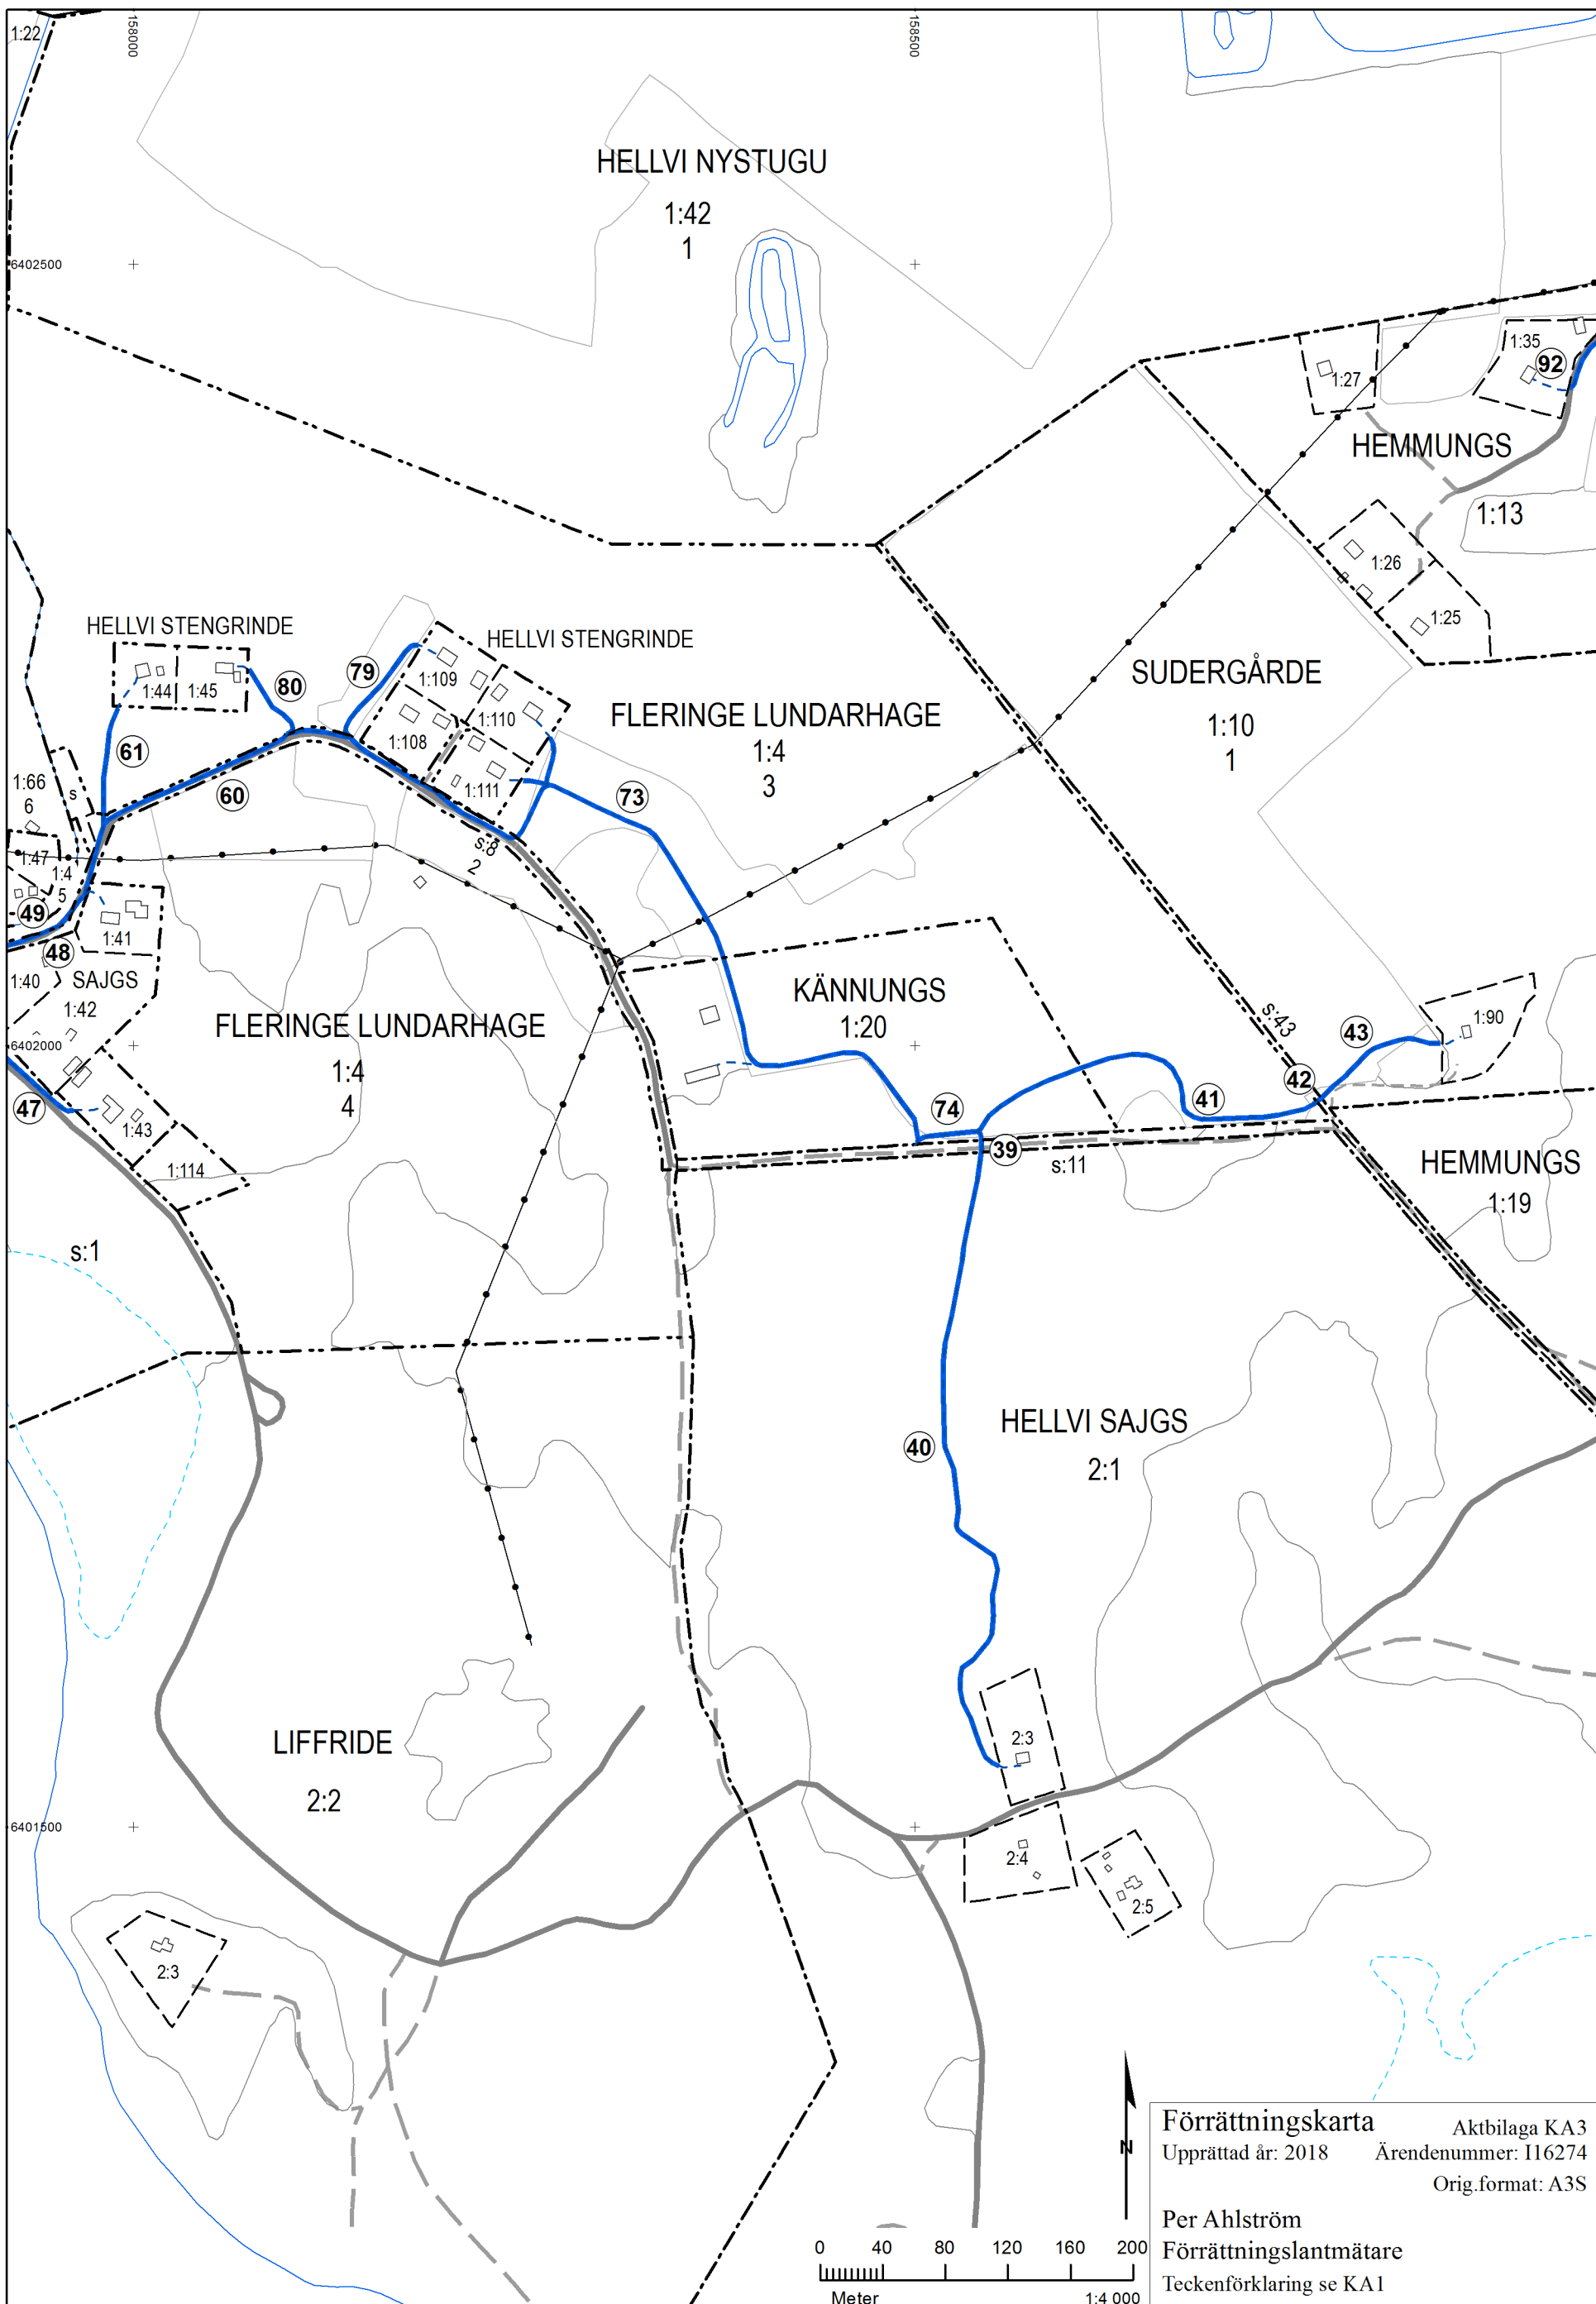 1:22
158000
158500
HELLVI NYSTUGU
1:42
1
6402500
1:35
92
1:27
HEMMUNGS
1:13
1:26
1:25
HELLVI STENGRINDE
HELLVI STENGRINDE
1:44
1:45
80
79
1:109
1:110
1:108
1:111
FLERINGE LUNDARHAGE
1:4
3
SUDERGÅRDE
1:10
1
61
60
73
1:66
6
s
s:8
2
1:47
1:4
5
49
48
1:41
1:40
SAJGS
1:42
FLERINGE LUNDARHAGE
1:4
4
6402000
47
1:43
1:114
KÄNNUNGS
1:20
s:43
43
1:90
42
41
74
39
s:11
HEMMUNGS
1:19
s:1
HELLVI SAJGS
2:1
40
LIFFRIDE
2:2
2:3
6401500
2:4
2:5
2:3
N
Förrättningskarta
Aktbilaga KA3
Upprättad år: 2018
Ärendenummer: I16274
Orig.format: A3S
Per Ahlström
Förrättningslantmätare
Teckenförklaring se KA1
0 40 80 120 160 200
Meter
1:4 000